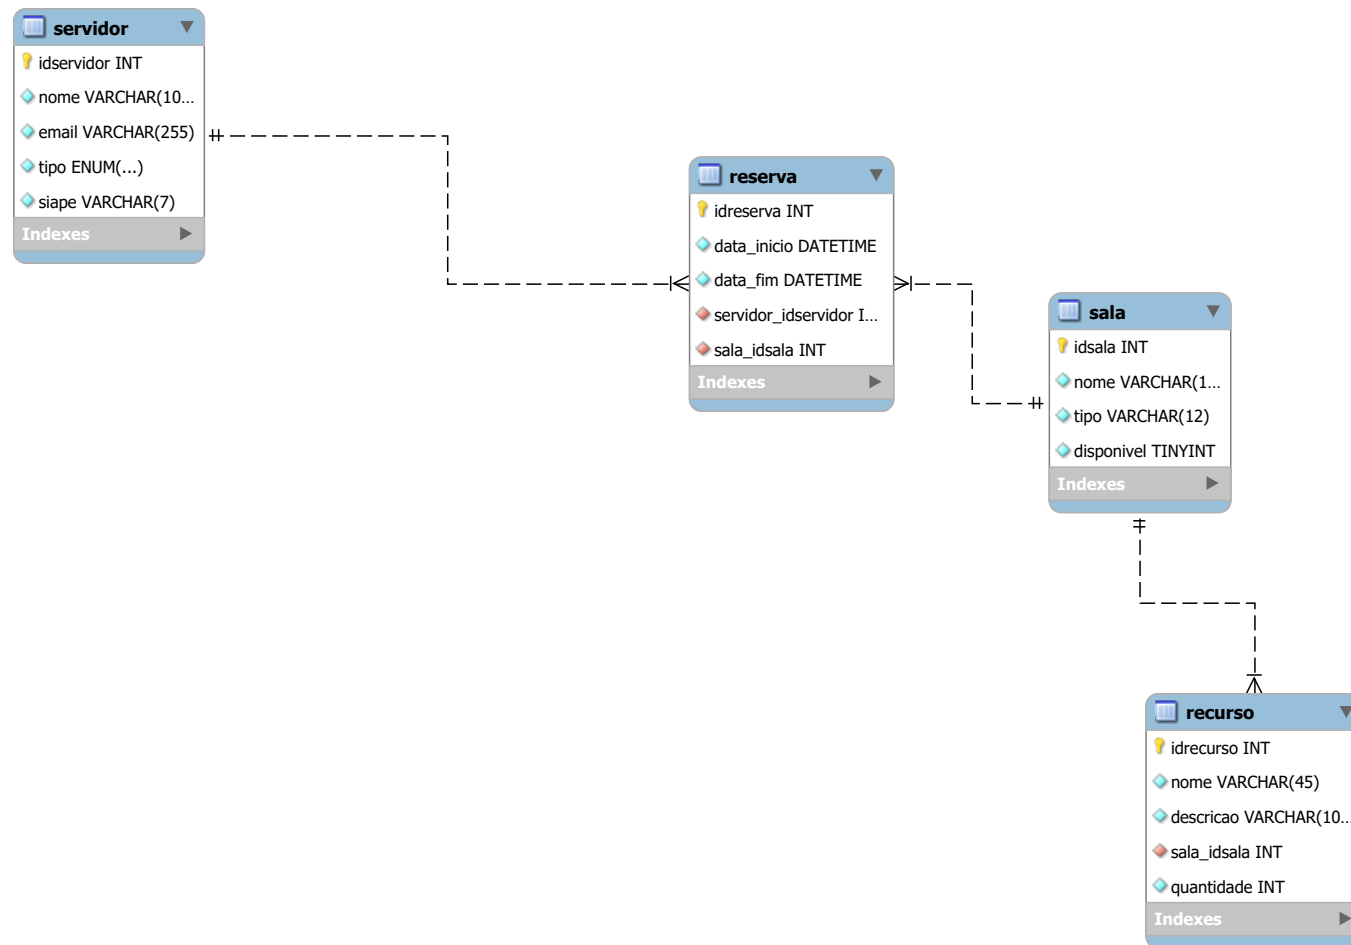 servidor
idservidor INT
nome VARCHAR(10...
email VARCHAR(255)
tipo ENUM(...)
siape VARCHAR(7)
Indexes
reserva
idreserva INT
data_inicio DATETIME
data_fim DATETIME
servidor_idservidor I...
sala_idsala INT
Indexes
sala
idsala INT
nome VARCHAR(1...
tipo VARCHAR(12)
disponivel TINYINT
Indexes
recurso
idrecurso INT
nome VARCHAR(45)
descricao VARCHAR(10...
sala_idsala INT
quantidade INT
Indexes